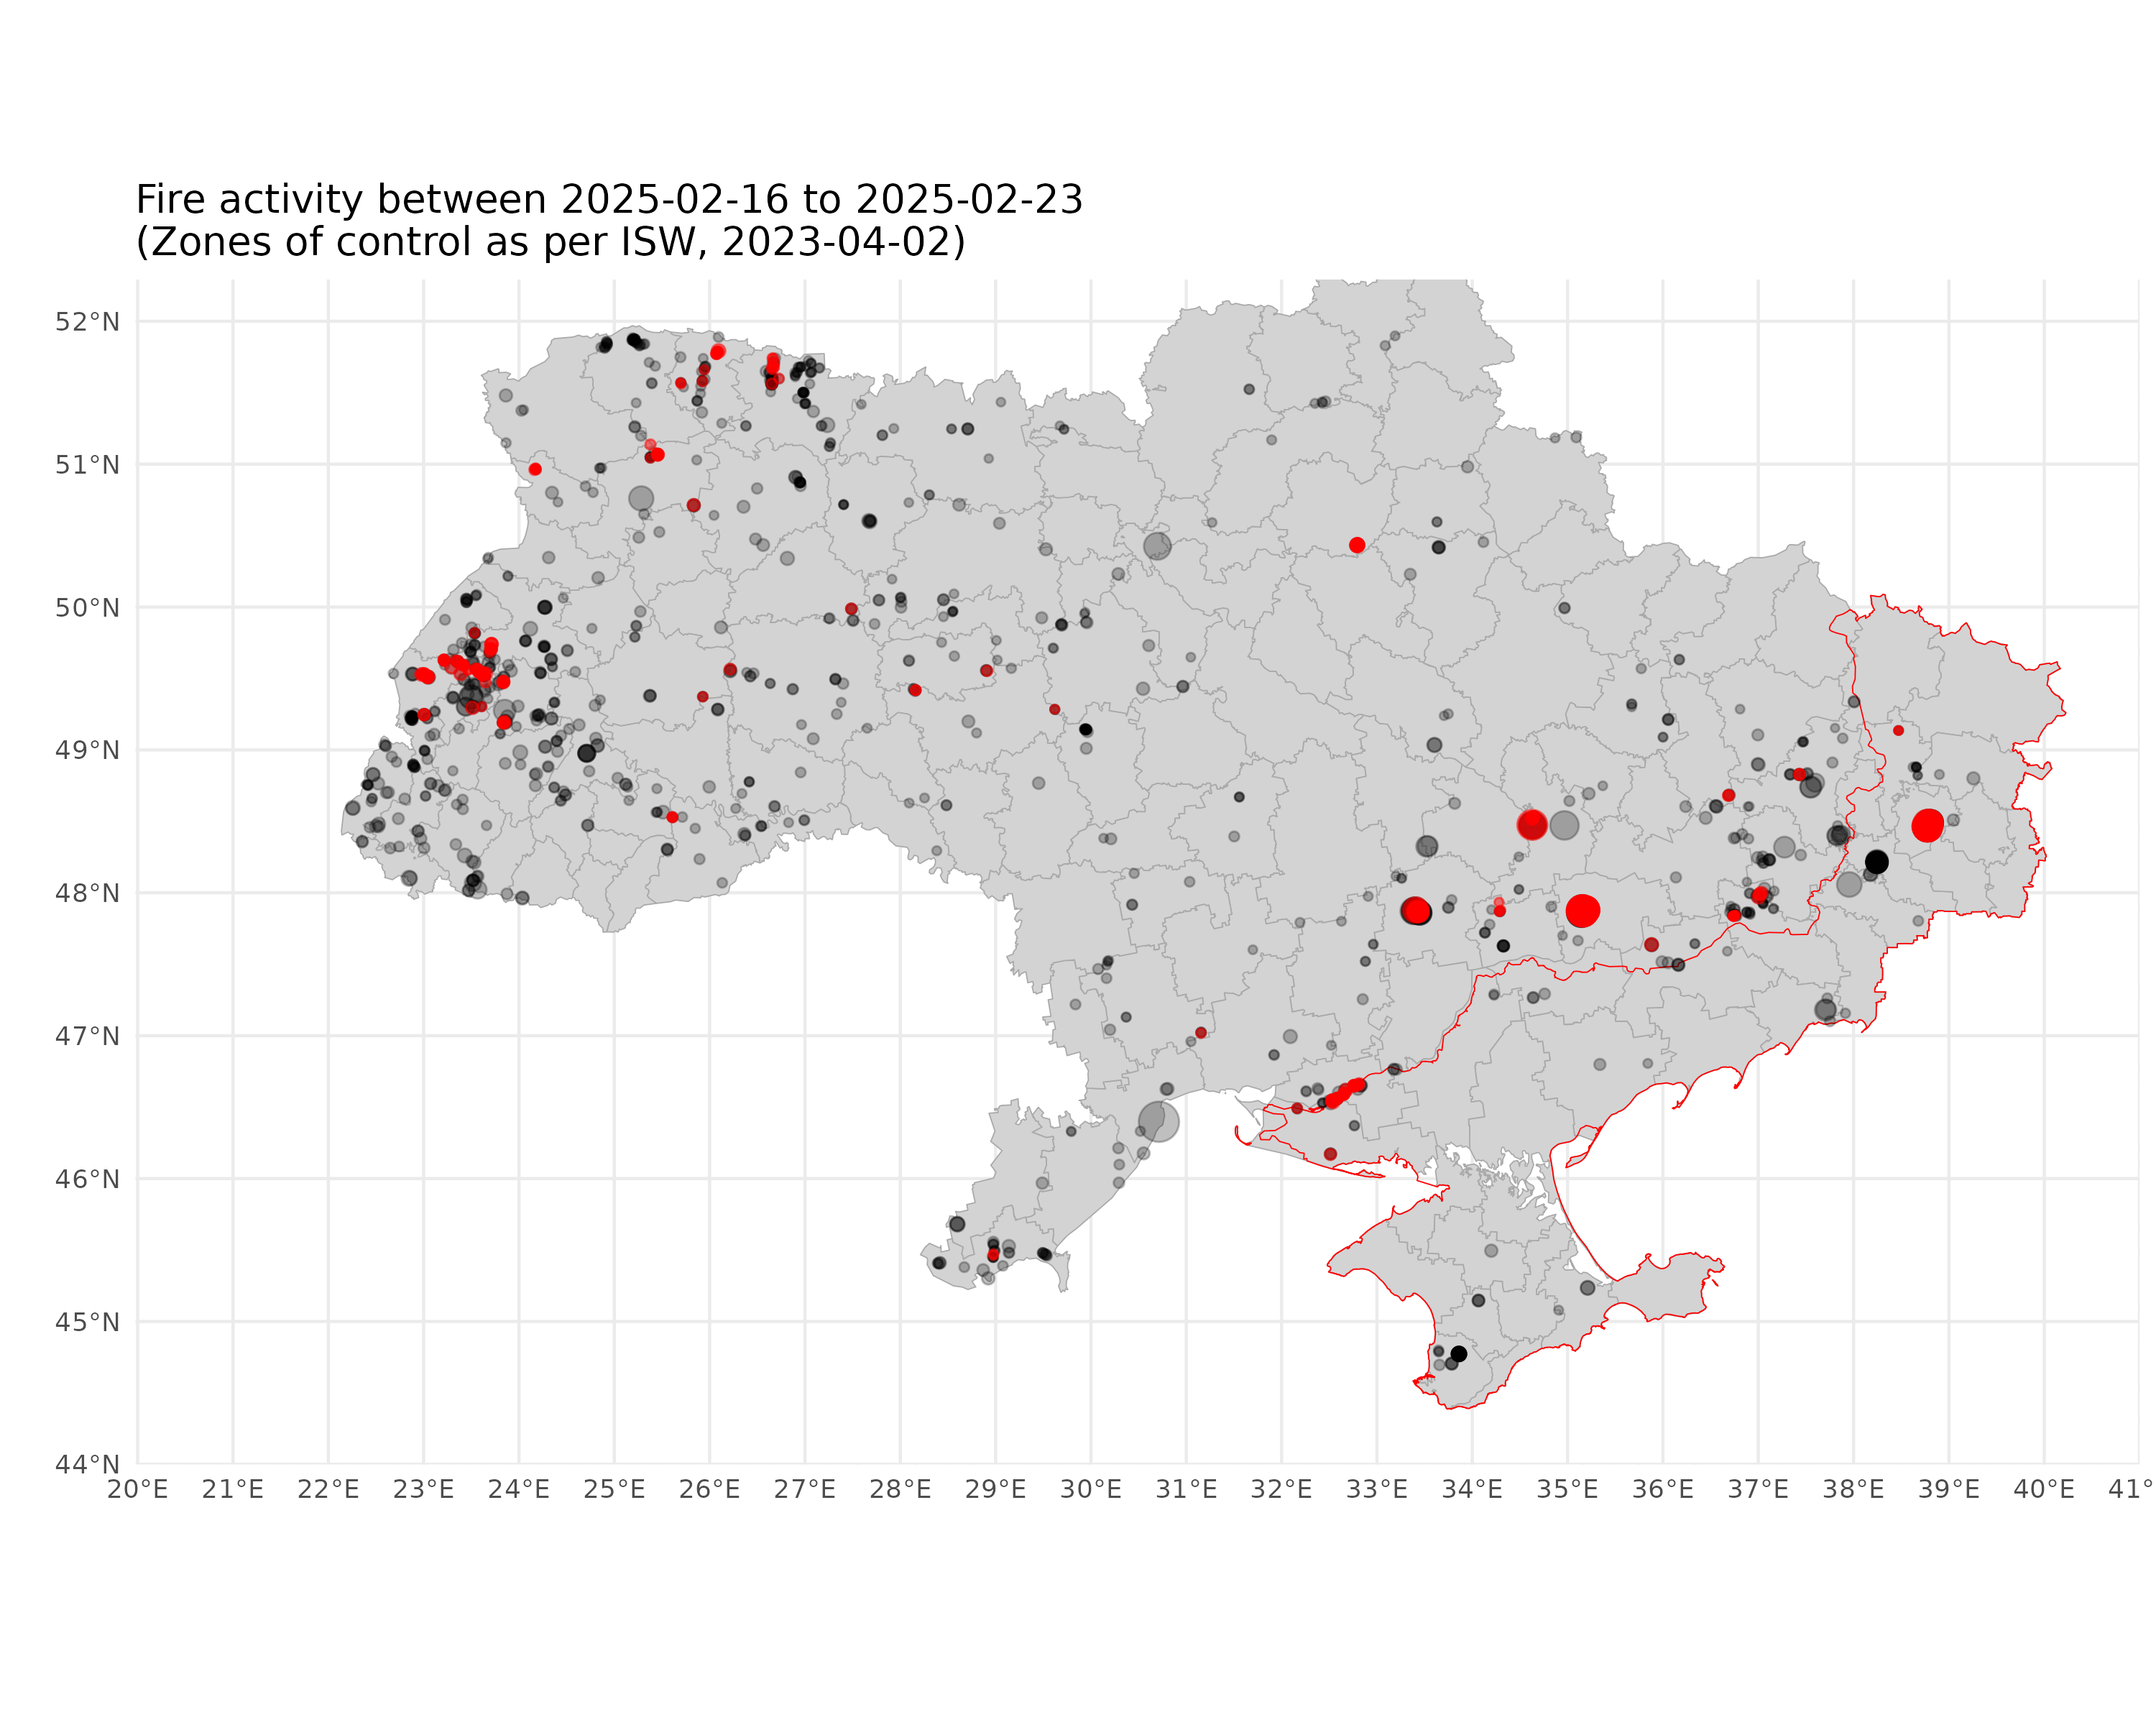 Fire activity between 2025-02-16 to 2025-02-23
(Zones of control as per ISW, 2023-04-02)
52°N
51°N
50°N
49°N
48°N
47°N
46°N
45°N
44°N
20°E 21°E 22°E 23°E 24°E 25°E 26°E 27°E 28°E 29°E 30°E 31°E 32°E 33°E 34°E 35°E 36°E 37°E 38°E 39°E 40°E 41°